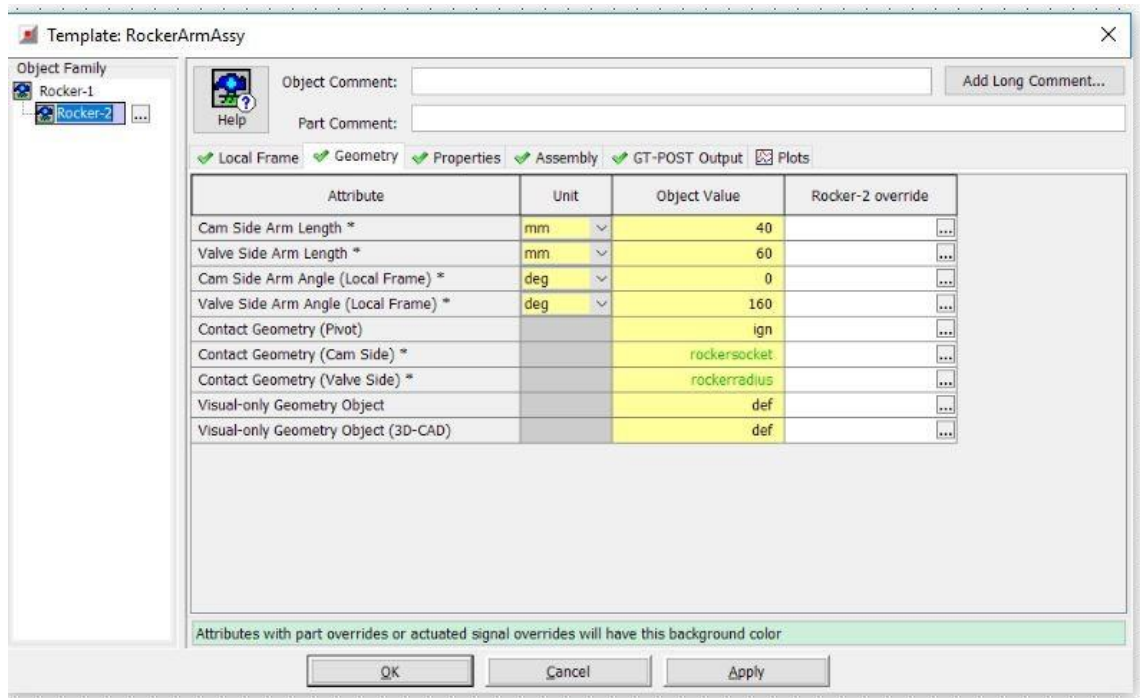 Template: RockerArmAssy
Object Family
Rocker-1
Rocker-2 ...
Help
Object Comment:
Add Long Comment...
Part Comment:
Local Frame Geometry Properties Assembly GT-POST Output Plots
Attribute Unit Object Value Rocker-2 override
Cam Side Arm Length * mm 40 ...
Valve Side Arm Length * mm 60 ...
Cam Side Arm Angle (Local Frame) * deg 0 ...
Valve Side Arm Angle (Local Frame) * deg 160 ...
Contact Geometry (Pivot) ign ...
Contact Geometry (Cam Side) * rockersocket ...
Contact Geometry (Valve Side) * rockerradius ...
Visual-only Geometry Object def ...
Visual-only Geometry Object (3D-CAD) def ...
Attributes with part overrides or actuated signal overrides will have this background color
OK Cancel Apply